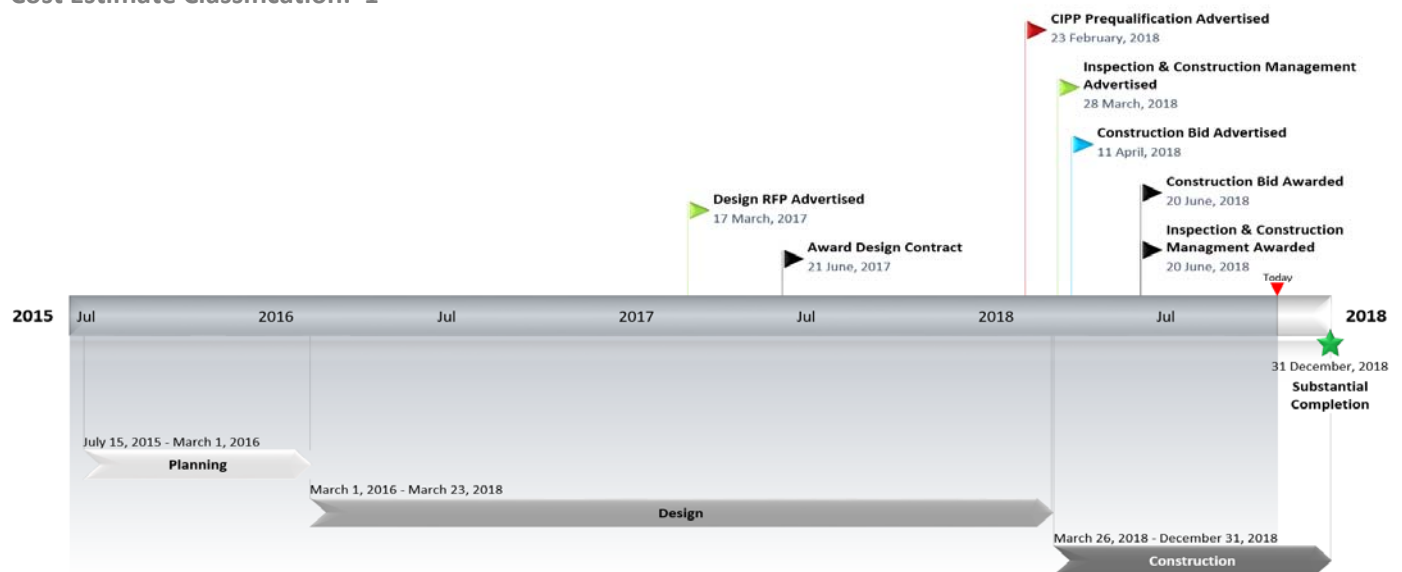 Cost Estimate Classification: 1
CIPP Prequalification Advertised
23 February, 2018
Inspection & Construction Management
Advertised
28 March, 2018
Construction Bid Advertised
11 April, 2018
Construction Bid Awarded
20 June, 2018
Design RFP Advertised
17 March, 2017
Inspection & Construction
Managment Awarded
20 June, 2018
Award Design Contract
21 June, 2017
Today
2015 Jul 2016 Jul 2017 Jul 2018 Jul 2018
31 December, 2018
Substantial
Completion
July 15, 2015 - March 1, 2016
Planning
March 1, 2016 - March 23, 2018
Design
March 26, 2018 - December 31, 2018
Construction